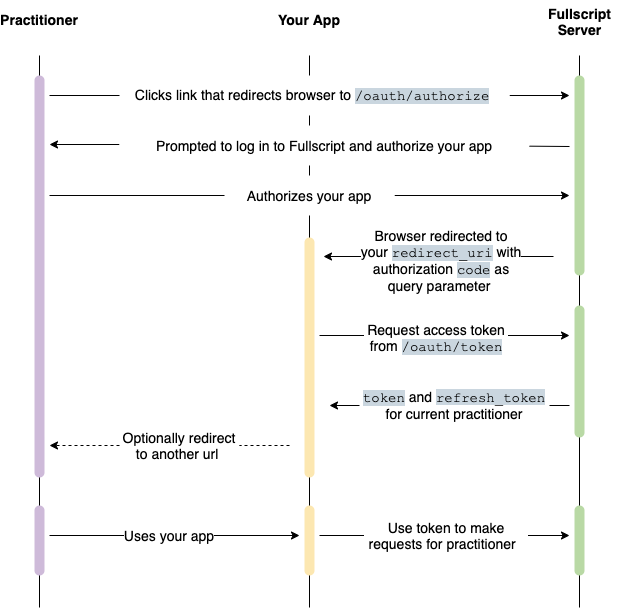 Practitioner
Your App
Fullscript
Server
Clicks link that redirects browser to /oauth/authorize
Prompted to log in to Fullscript and authorize your app
Authorizes your app
Browser redirected to
your redirect_uri with
authorization code as
query parameter
Request access token
from /oauth/token
token and refresh_token
for current practitioner
Optionally redirect
to another url
Uses your app
Use token to make
requests for practitioner